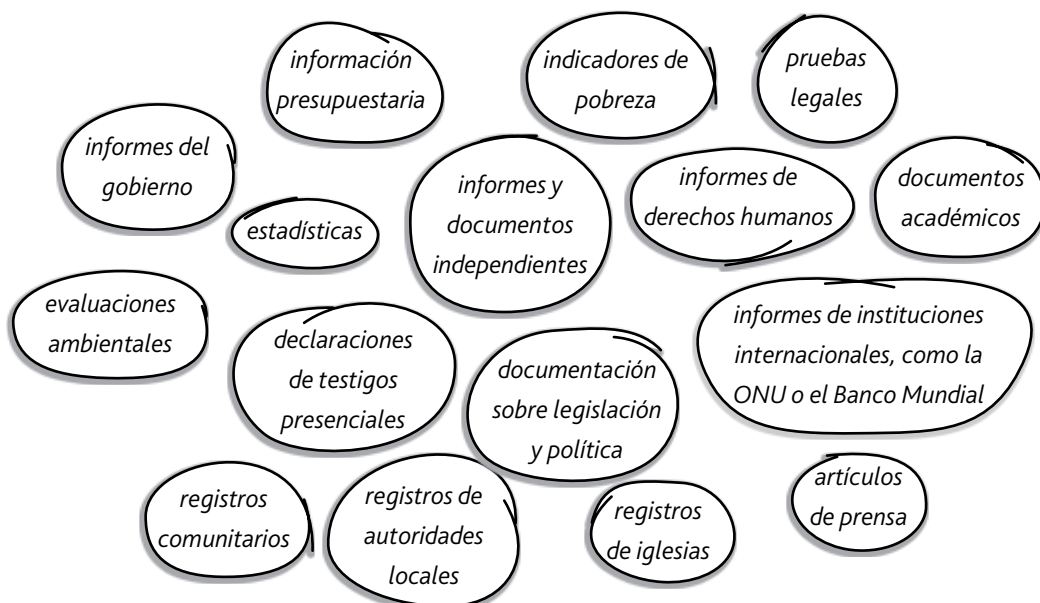 información
presupuestaria
indicadores de
pobreza
pruebas
legales
informes del
gobierno
estadísticas
informes y
documentos
independientes
informes de
derechos humanos
documentos
académicos
evaluaciones
ambientales
declaraciones
de testigos
presenciales
documentación
sobre legislación
y política
informes de instituciones
internacionales, como la
ONU o el Banco Mundial
registros
comunitarios
registros de
autoridades
locales
registros
de iglesias
artículos
de prensa